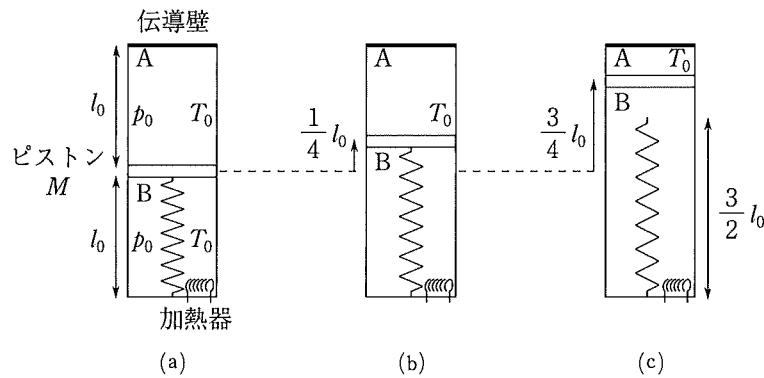 伝導壁
A
l₀
p₀ T₀
ピストン
M
B
l₀
p₀ T₀
加熱器
(a)
A
T₀
1/4 l₀
B
(b)
A T₀
B
3/4 l₀
3/2 l₀
(c)